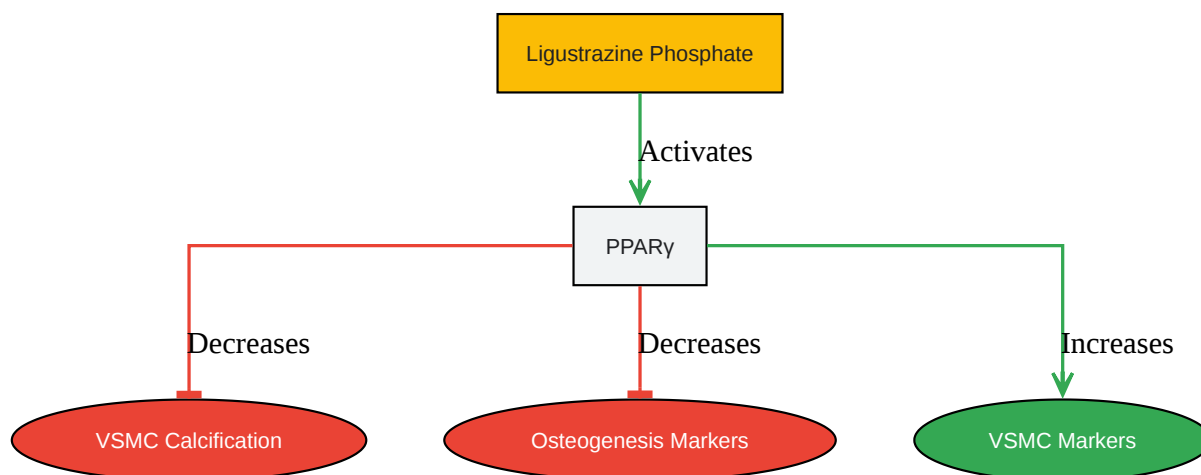 Ligustrazine Phosphate
Activates
PPARγ
Decreases
Decreases
Increases
VSMC Calcification
Osteogenesis Markers
VSMC Markers